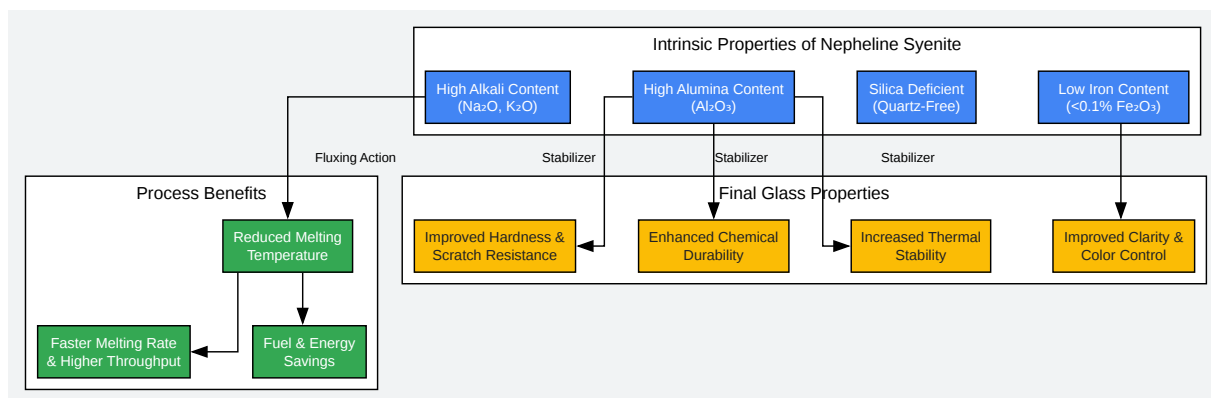 Intrinsic Properties of Nepheline Syenite
High Alkali Content
(Na₂O, K₂O)
High Alumina Content
(Al₂O₃)
Silica Deficient
(Quartz-Free)
Low Iron Content
(<0.1% Fe₂O₃)
Fluxing Action
Stabilizer
Stabilizer
Stabilizer
Process Benefits
Reduced Melting
Temperature
Faster Melting Rate
& Higher Throughput
Fuel & Energy
Savings
Final Glass Properties
Improved Hardness &
Scratch Resistance
Enhanced Chemical
Durability
Increased Thermal
Stability
Improved Clarity &
Color Control